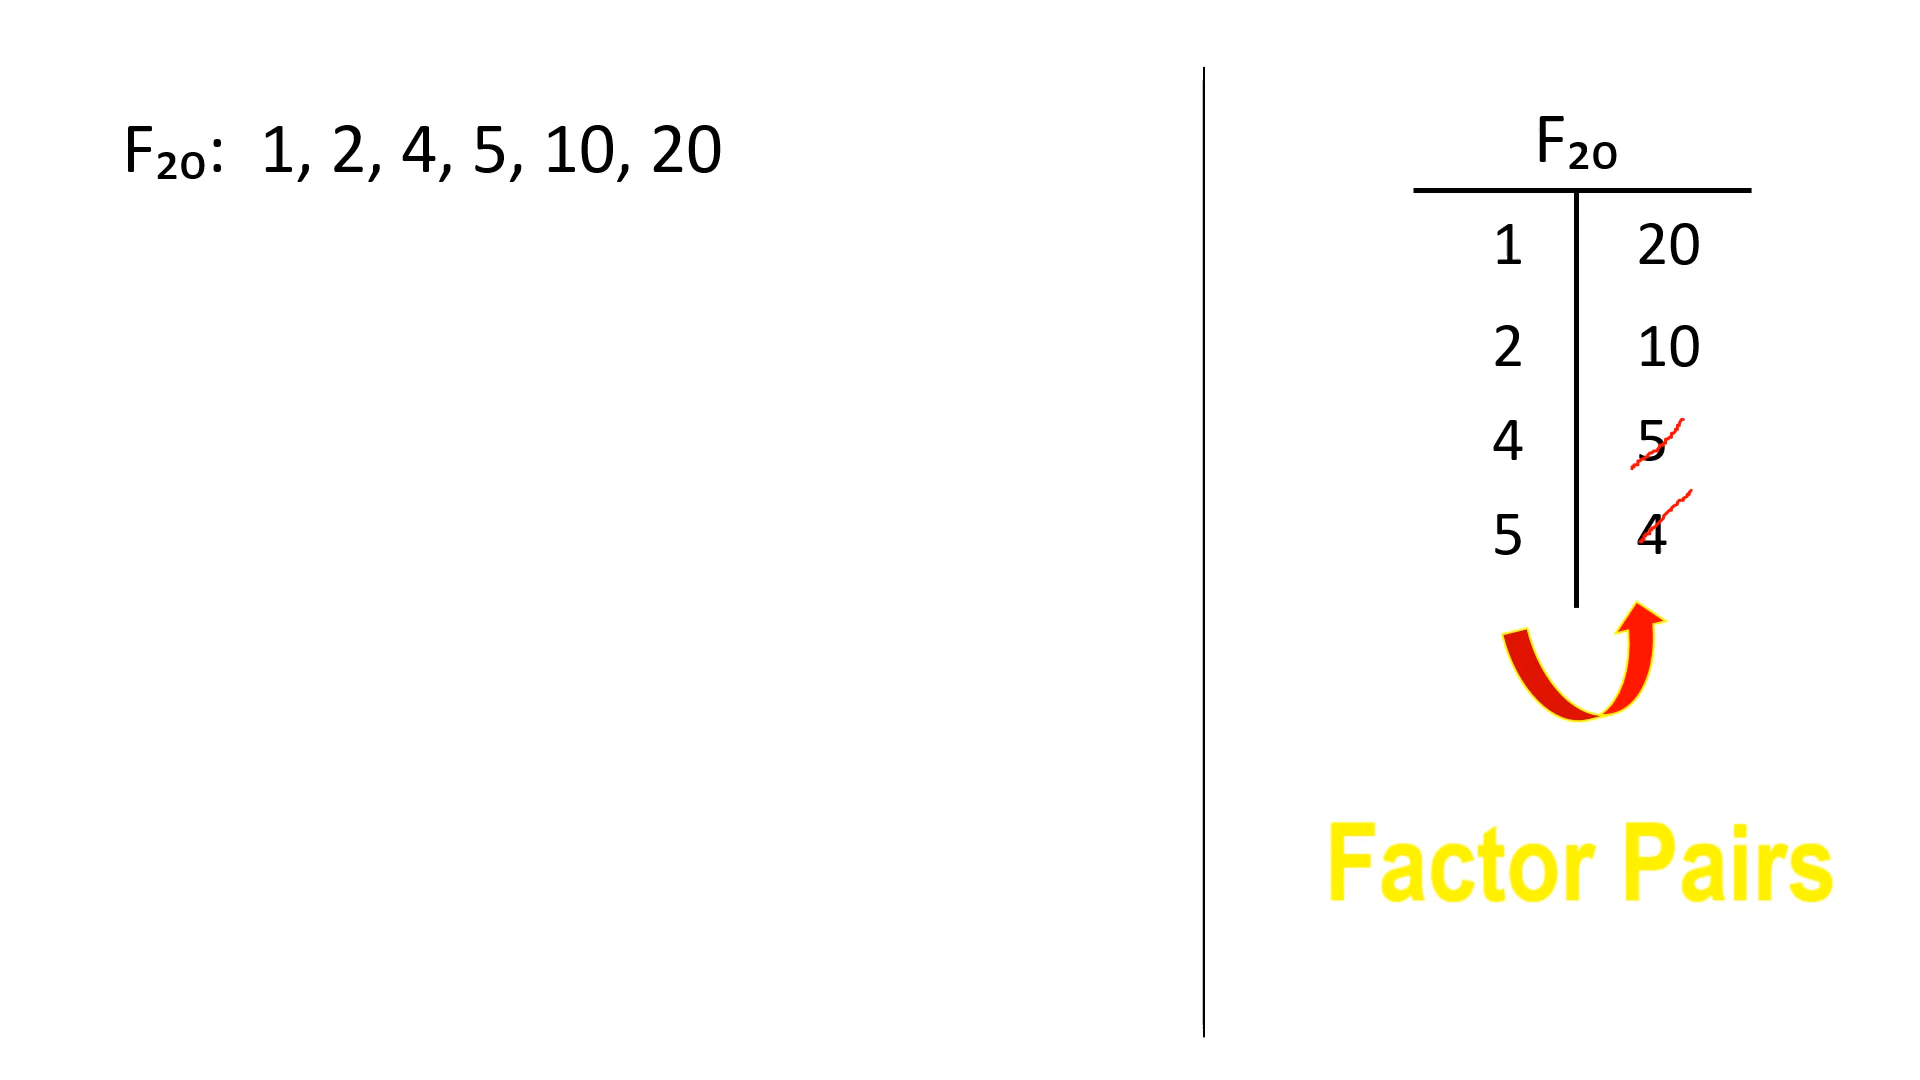 F₂₀: 1, 2, 4, 5, 10, 20
F₂₀
1 20
2 10
4 5
5 4
Factor Pairs